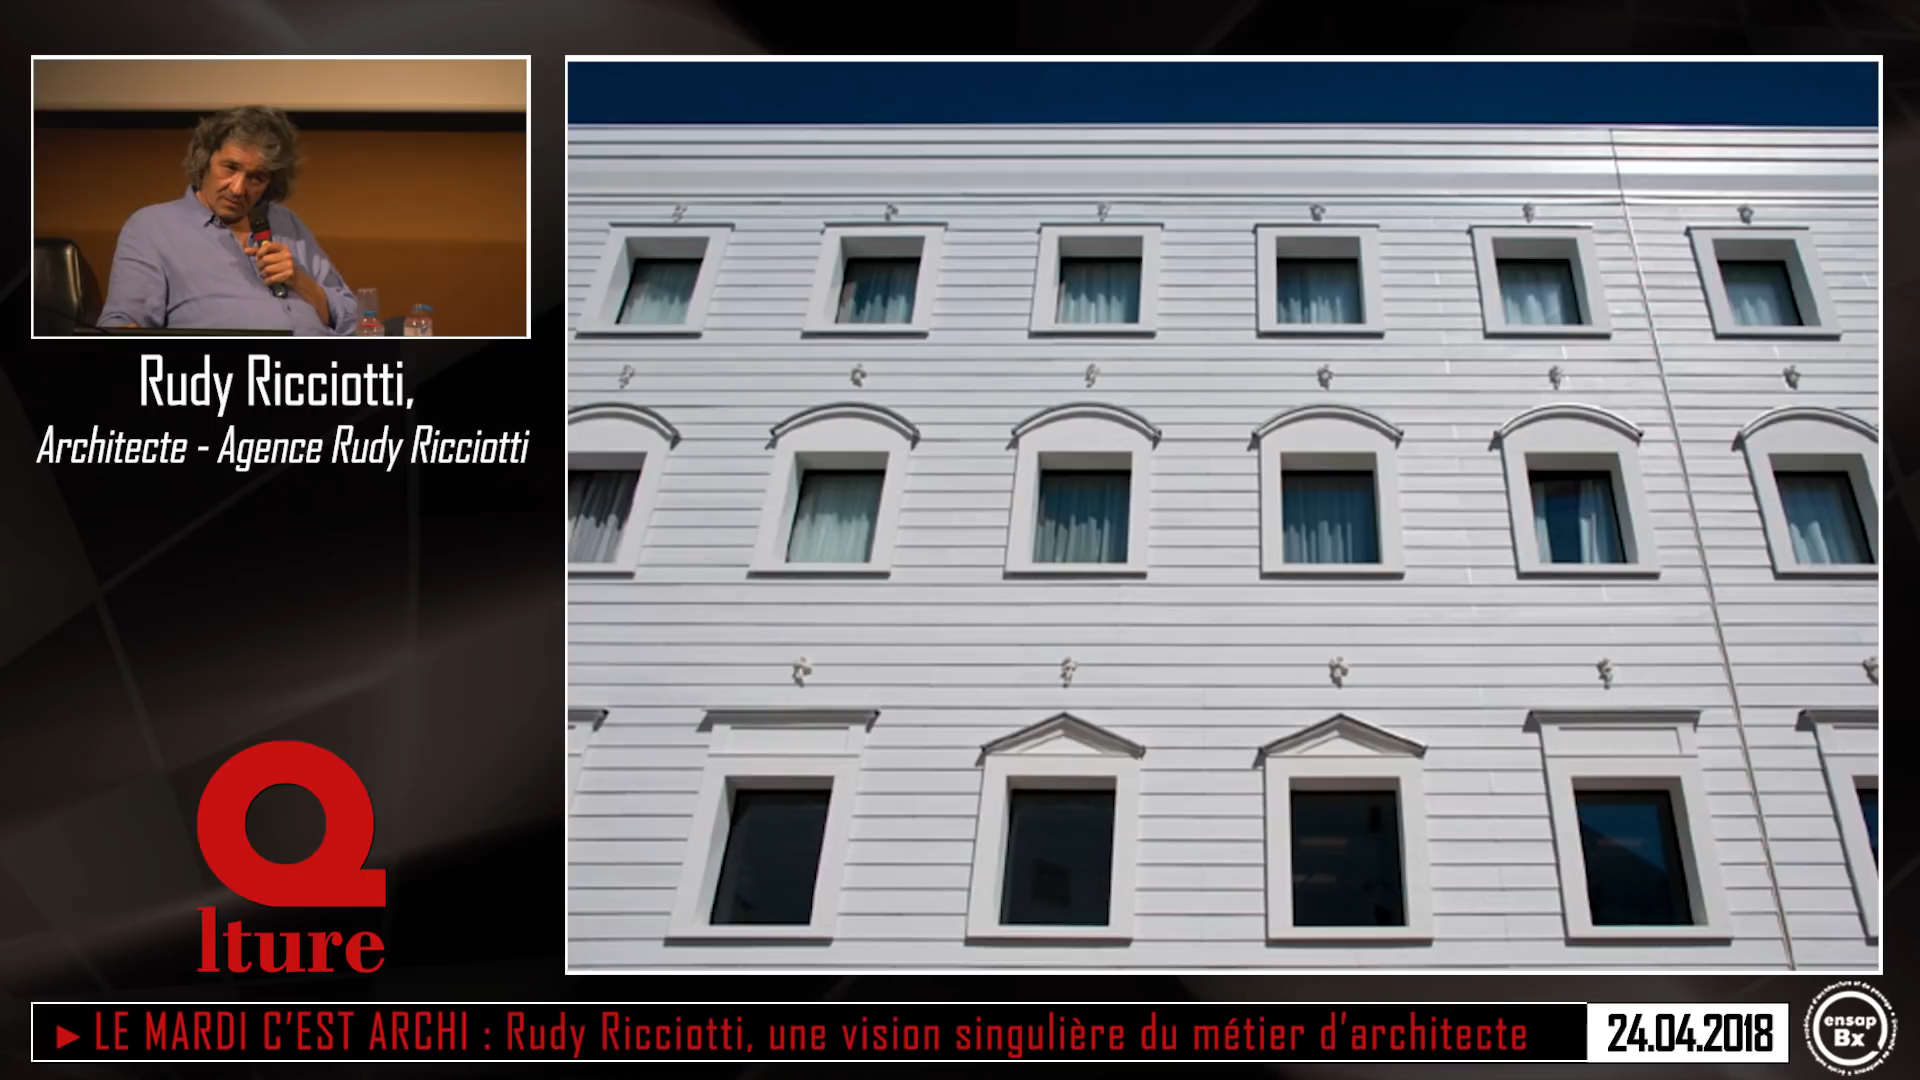 Rudy Ricciotti,
Architecte - Agence Rudy Ricciotti
Qlture
► LE MARDI C'EST ARCHI : Rudy Ricciotti, une vision singulière du métier d'architecte
24.04.2018
ensap
Bx